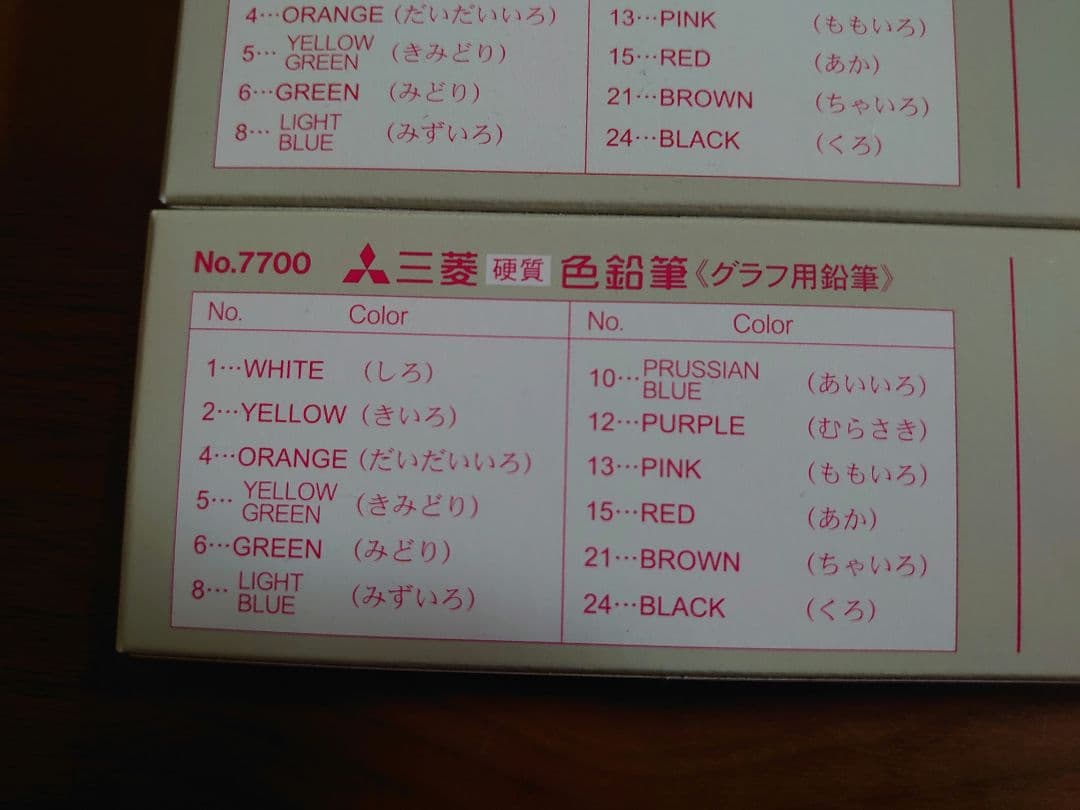 4…ORANGE (だいだいいろ)
5… YELLOW GREEN (きみどり)
6…GREEN (みどり)
8… LIGHT BLUE (みずいろ)
13…PINK (ももいろ)
15…RED (あか)
21…BROWN (ちゃいろ)
24…BLACK (くろ)
No.7700 三菱 硬質 色鉛筆《グラフ用鉛筆》
No. Color
1…WHITE (しろ)
2…YELLOW (きいろ)
4…ORANGE (だいだいいろ)
5… YELLOW GREEN (きみどり)
6…GREEN (みどり)
8… LIGHT BLUE (みずいろ)
No. Color
10… PRUSSIAN BLUE (あいいろ)
12…PURPLE (むらさき)
13…PINK (ももいろ)
15…RED (あか)
21…BROWN (ちゃいろ)
24…BLACK (くろ)